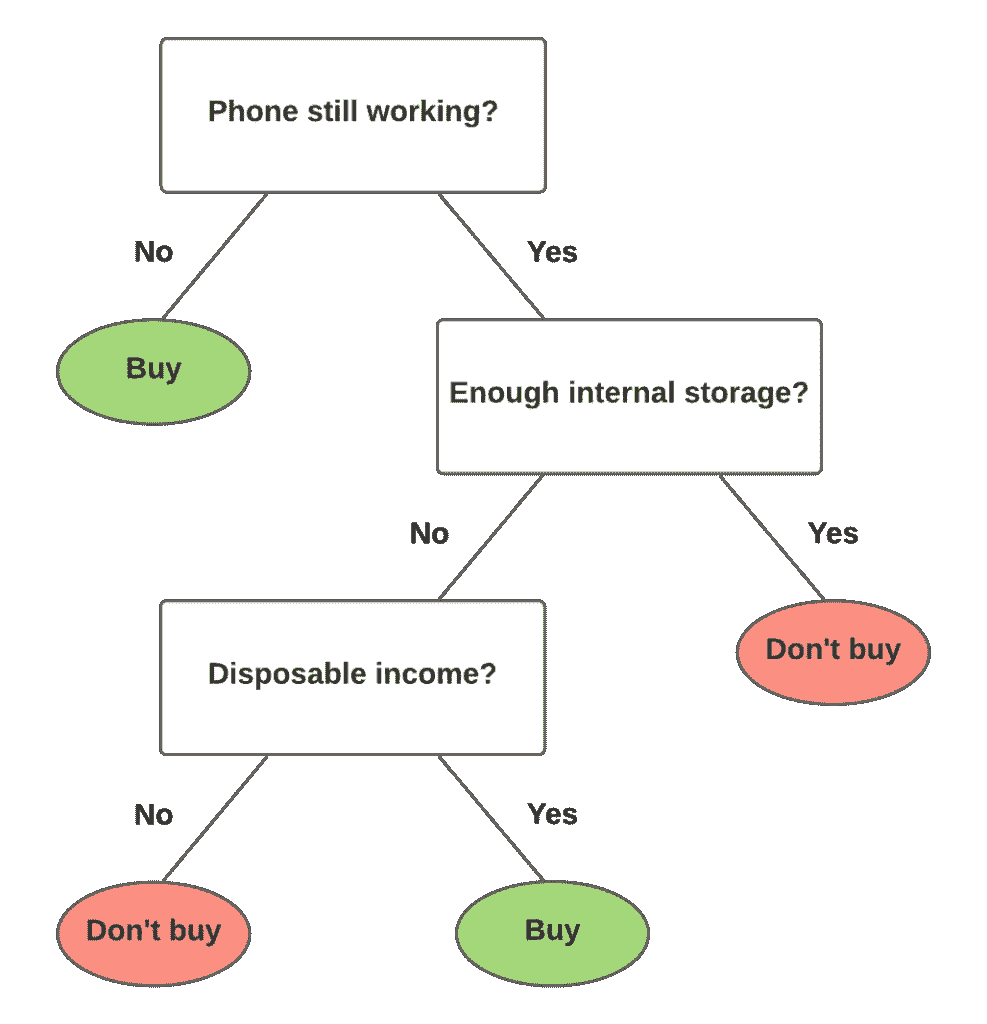 Phone still working?
No
Yes
Buy
Enough internal storage?
No
Yes
Disposable income?
Don't buy
No
Yes
Don't buy
Buy